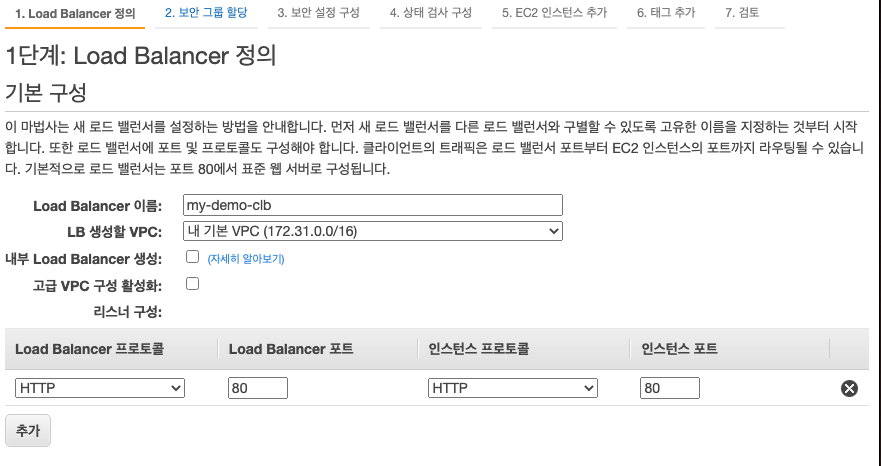 1. Load Balancer 정의 2. 보안 그룹 할당 3. 보안 설정 구성 4. 상태 검사 구성 5. EC2 인스턴스 추가 6. 태그 추가 7. 검토
1단계: Load Balancer 정의
기본 구성
이 마법사는 새 로드 밸런서를 설정하는 방법을 안내합니다. 먼저 새 로드 밸런서를 다른 로드 밸런서와 구별할 수 있도록 고유한 이름을 지정하는 것부터 시작
합니다. 또한 로드 밸런서에 포트 및 프로토콜도 구성해야 합니다. 클라이언트의 트래픽은 로드 밸런서 포트부터 EC2 인스턴스의 포트까지 라우팅될 수 있습니
다. 기본적으로 로드 밸런서는 포트 80에서 표준 웹 서버로 구성됩니다.
Load Balancer 이름: my-demo-clb
LB 생성할 VPC: 내 기본 VPC (172.31.0.0/16)
내부 Load Balancer 생성: (자세히 알아보기)
고급 VPC 구성 활성화:
리스너 구성:
Load Balancer 프로토콜 Load Balancer 포트 인스턴스 프로토콜 인스턴스 포트
HTTP 80 HTTP 80
추가